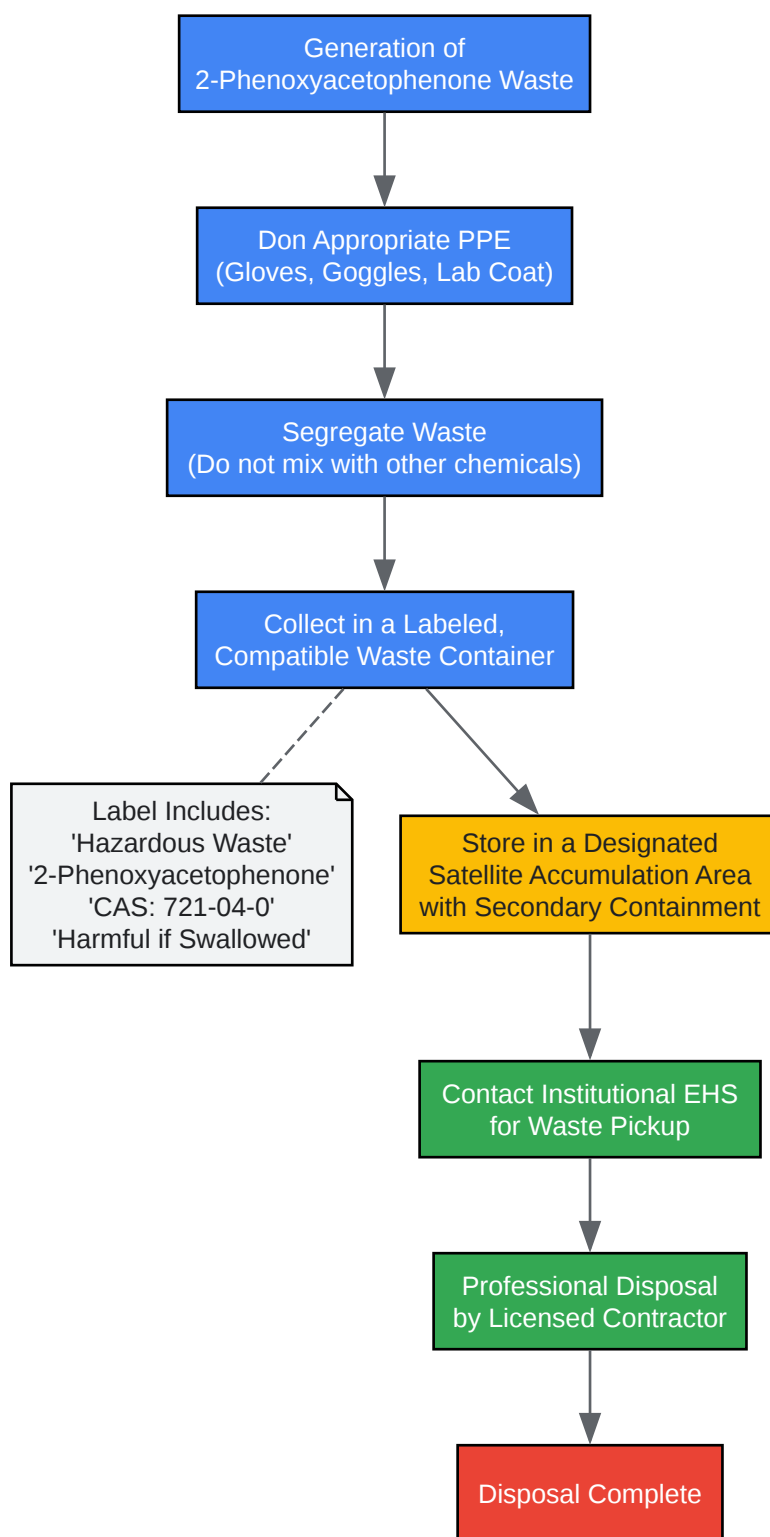 Generation of
2-Phenoxyacetophenone Waste
Don Appropriate PPE
(Gloves, Goggles, Lab Coat)
Segregate Waste
(Do not mix with other chemicals)
Collect in a Labeled,
Compatible Waste Container
Label Includes:
'Hazardous Waste'
'2-Phenoxyacetophenone'
'CAS: 721-04-0'
'Harmful if Swallowed'
Store in a Designated
Satellite Accumulation Area
with Secondary Containment
Contact Institutional EHS
for Waste Pickup
Professional Disposal
by Licensed Contractor
Disposal Complete